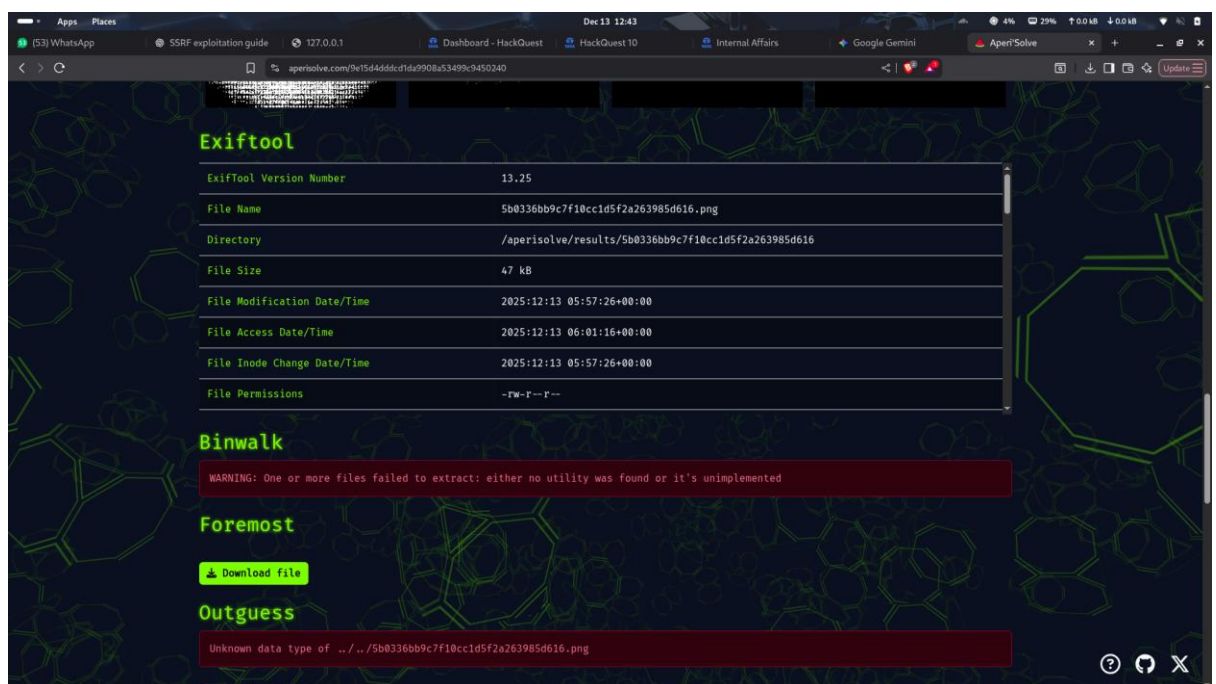 Apps Places Dec 13 12:43 4% 29% ↑0.0 kB ↓0.0 kB
(53) WhatsApp SSRF exploitation guide 127.0.0.1 Dashboard - HackQuest HackQuest 10 Internal Affairs Google Gemini Aperi'Solve
aperisolve.com/9e15d4dddcd1da9908a53499c9450240 Update
Exiftool
ExifTool Version Number 13.25
File Name 5b0336bb9c7f10cc1d5f2a263985d616.png
Directory /aperisolve/results/5b0336bb9c7f10cc1d5f2a263985d616
File Size 47 kB
File Modification Date/Time 2025:12:13 05:57:26+00:00
File Access Date/Time 2025:12:13 06:01:16+00:00
File Inode Change Date/Time 2025:12:13 05:57:26+00:00
File Permissions -rw-r--r--
Binwalk
WARNING: One or more files failed to extract: either no utility was found or it's unimplemented
Foremost
Download file
Outguess
Unknown data type of ../../5b0336bb9c7f10cc1d5f2a263985d616.png